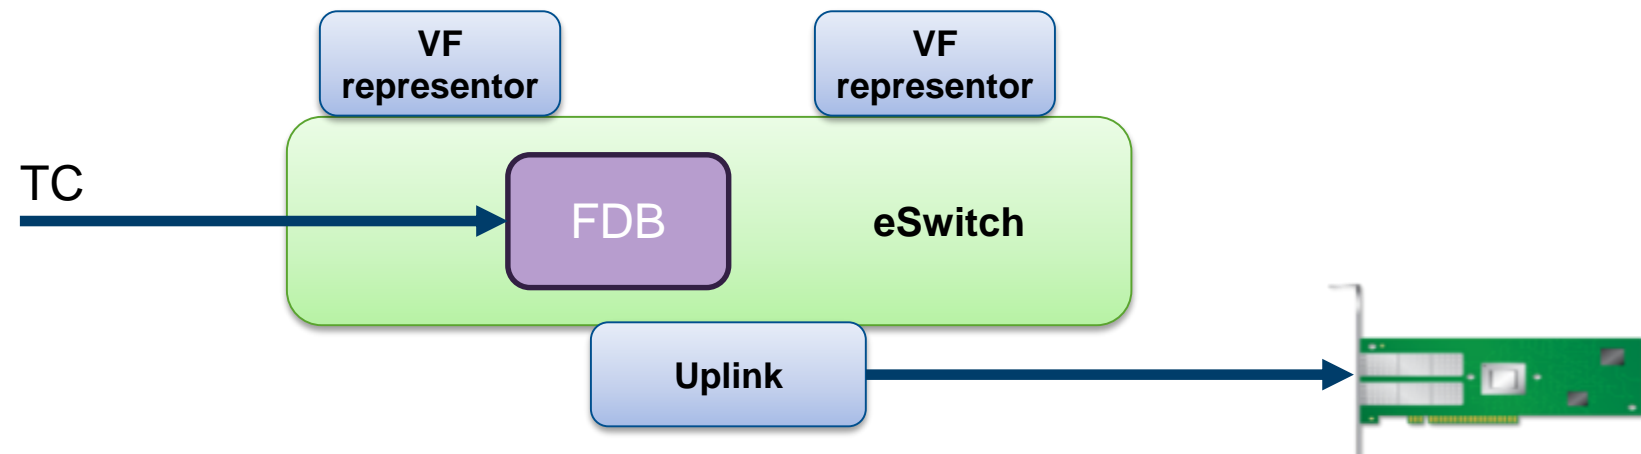 VF
representor
VF
representor
TC
FDB
eSwitch
Uplink